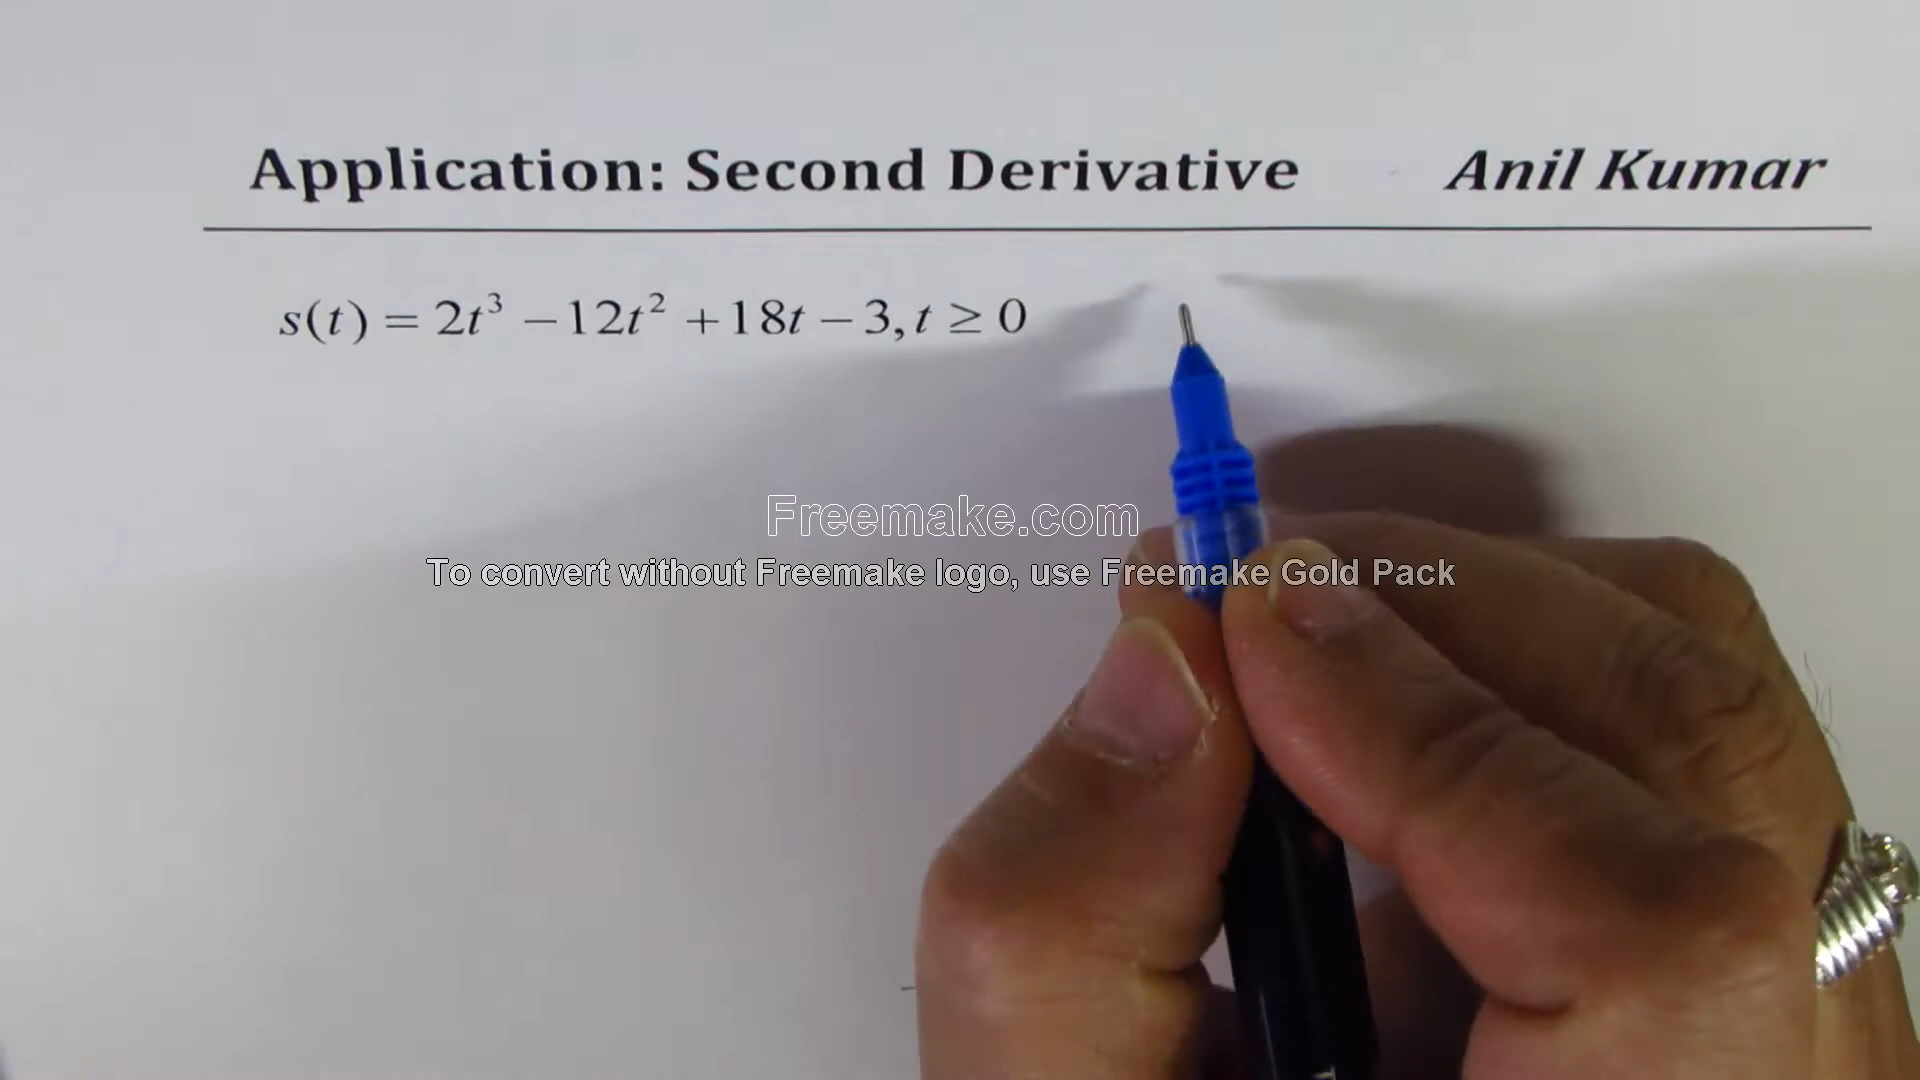 Application: Second Derivative Anil Kumar
s(t) = 2t³ − 12t² + 18t − 3, t ≥ 0
Freemake.com
To convert without Freemake logo, use Freemake Gold Pack